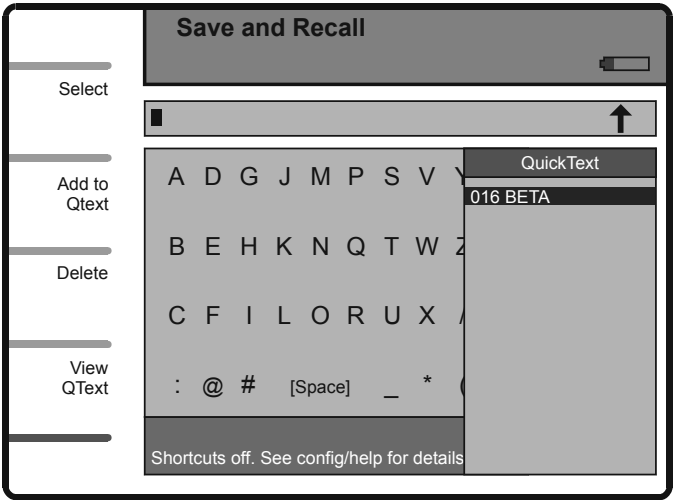 Save and Recall
Select
Add to
Qtext
Delete
View
QText
QuickText
016 BETA
A D G J M P S V Y
B E H K N Q T W Z
C F I L O R U X /
: @ # [Space] _ * (
Shortcuts off. See config/help for details